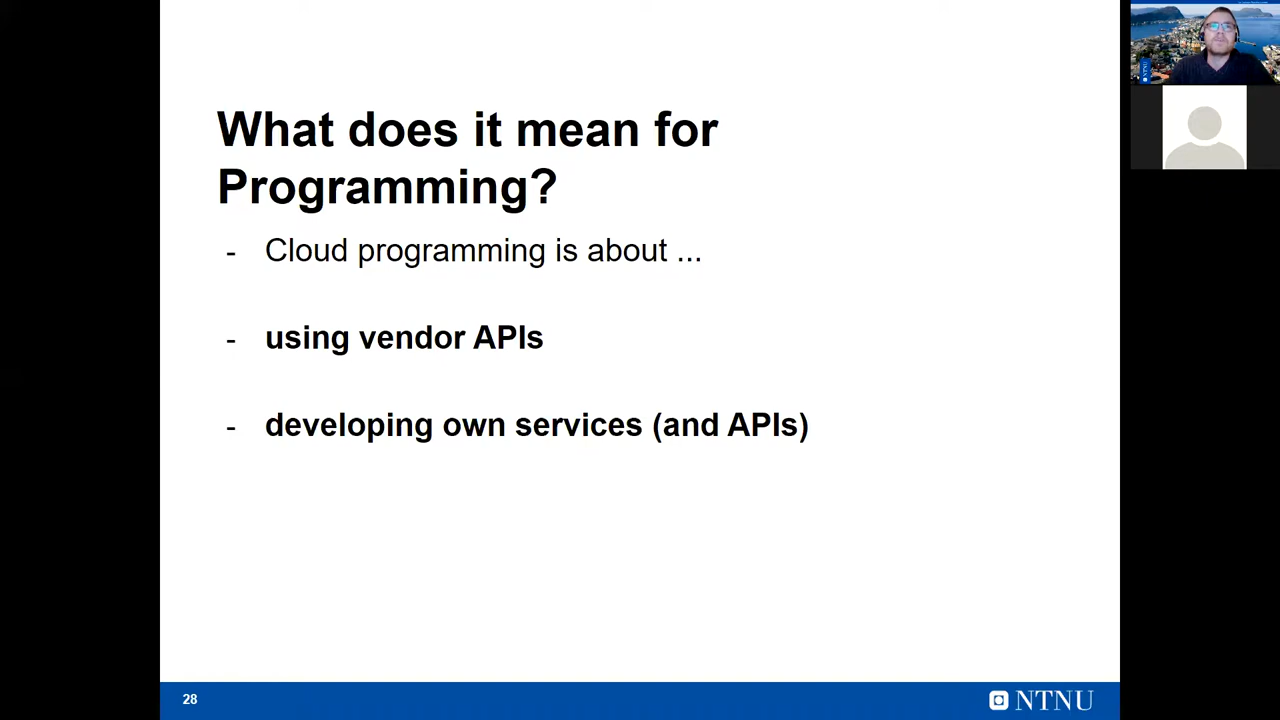 What does it mean for
Programming?
- Cloud programming is about ...
- using vendor APIs
- developing own services (and APIs)
28
NTNU
NTNU